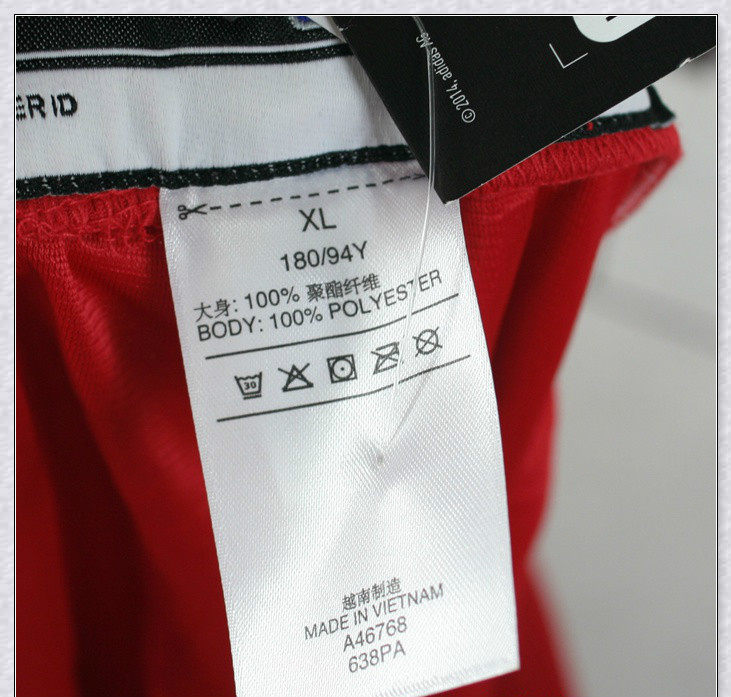 ER ID
©2014, adidas AG
XL
180/94Y
大身: 100% 聚酯纤维
BODY: 100% POLYESTER
30
越南制造
MADE IN VIETNAM
A46768
638PA